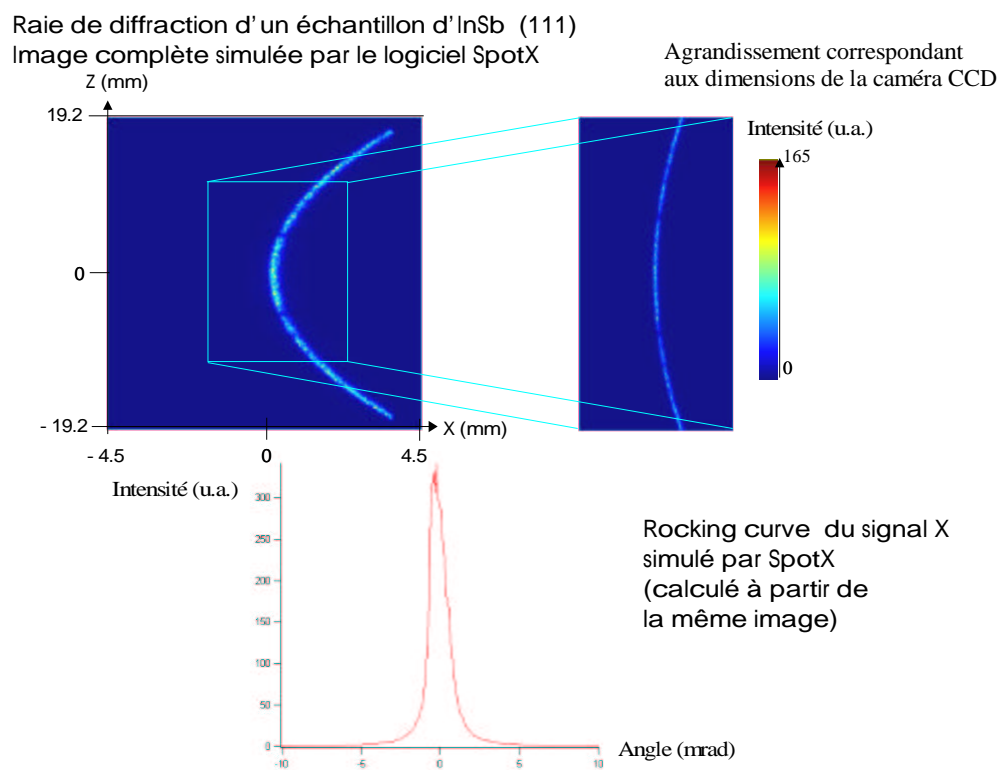 Raie de diffraction d'un échantillon d'InSb (111)
Image complète simulée par le logiciel SpotX
Agrandissement correspondant
aux dimensions de la caméra CCD
Z (mm)
19.2
0
- 19.2
- 4.5
0
4.5
X (mm)
Intensité (u.a.)
165
0
Intensité (u.a.)
300
250
200
150
100
50
0
-10
-5
0
5
10
Angle (mrad)
Rocking curve du signal X
simulé par SpotX
(calculé à partir de
la même image)